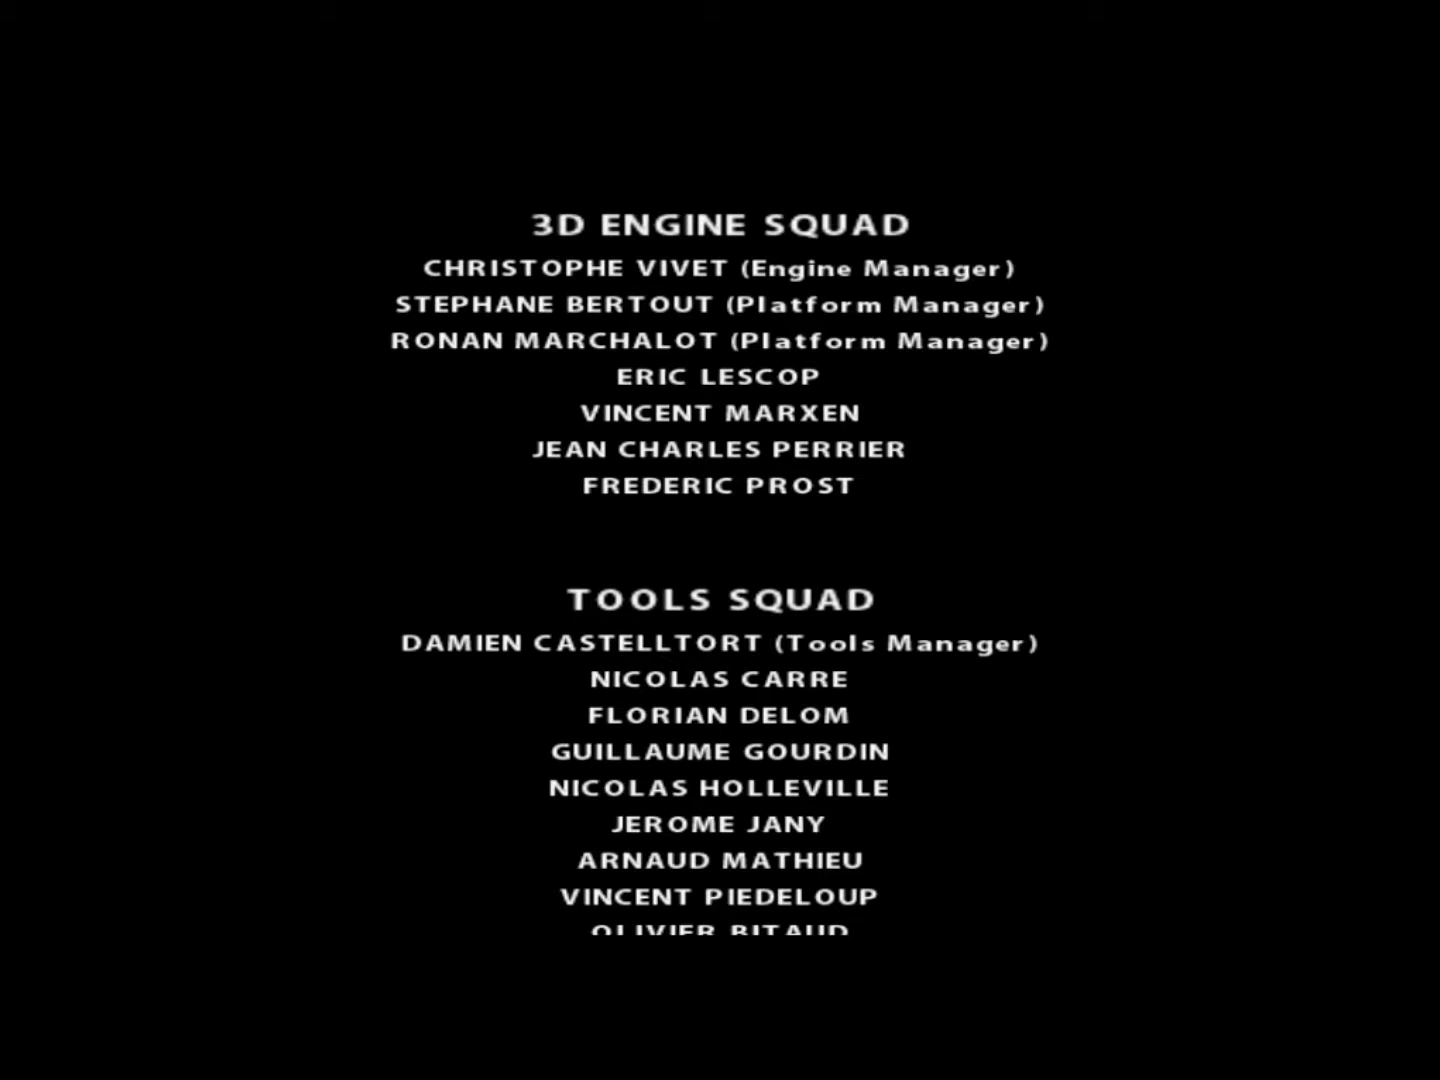 3D ENGINE SQUAD
CHRISTOPHE VIVET (Engine Manager)
STEPHANE BERTOUT (Platform Manager)
RONAN MARCHALOT (Platform Manager)
ERIC LESCOP
VINCENT MARXEN
JEAN CHARLES PERRIER
FREDERIC PROST
TOOLS SQUAD
DAMIEN CASTELLTORT (Tools Manager)
NICOLAS CARRE
FLORIAN DELOM
GUILLAUME GOURDIN
NICOLAS HOLLEVILLE
JEROME JANY
ARNAUD MATHIEU
VINCENT PIEDELOUP
OLIVIER